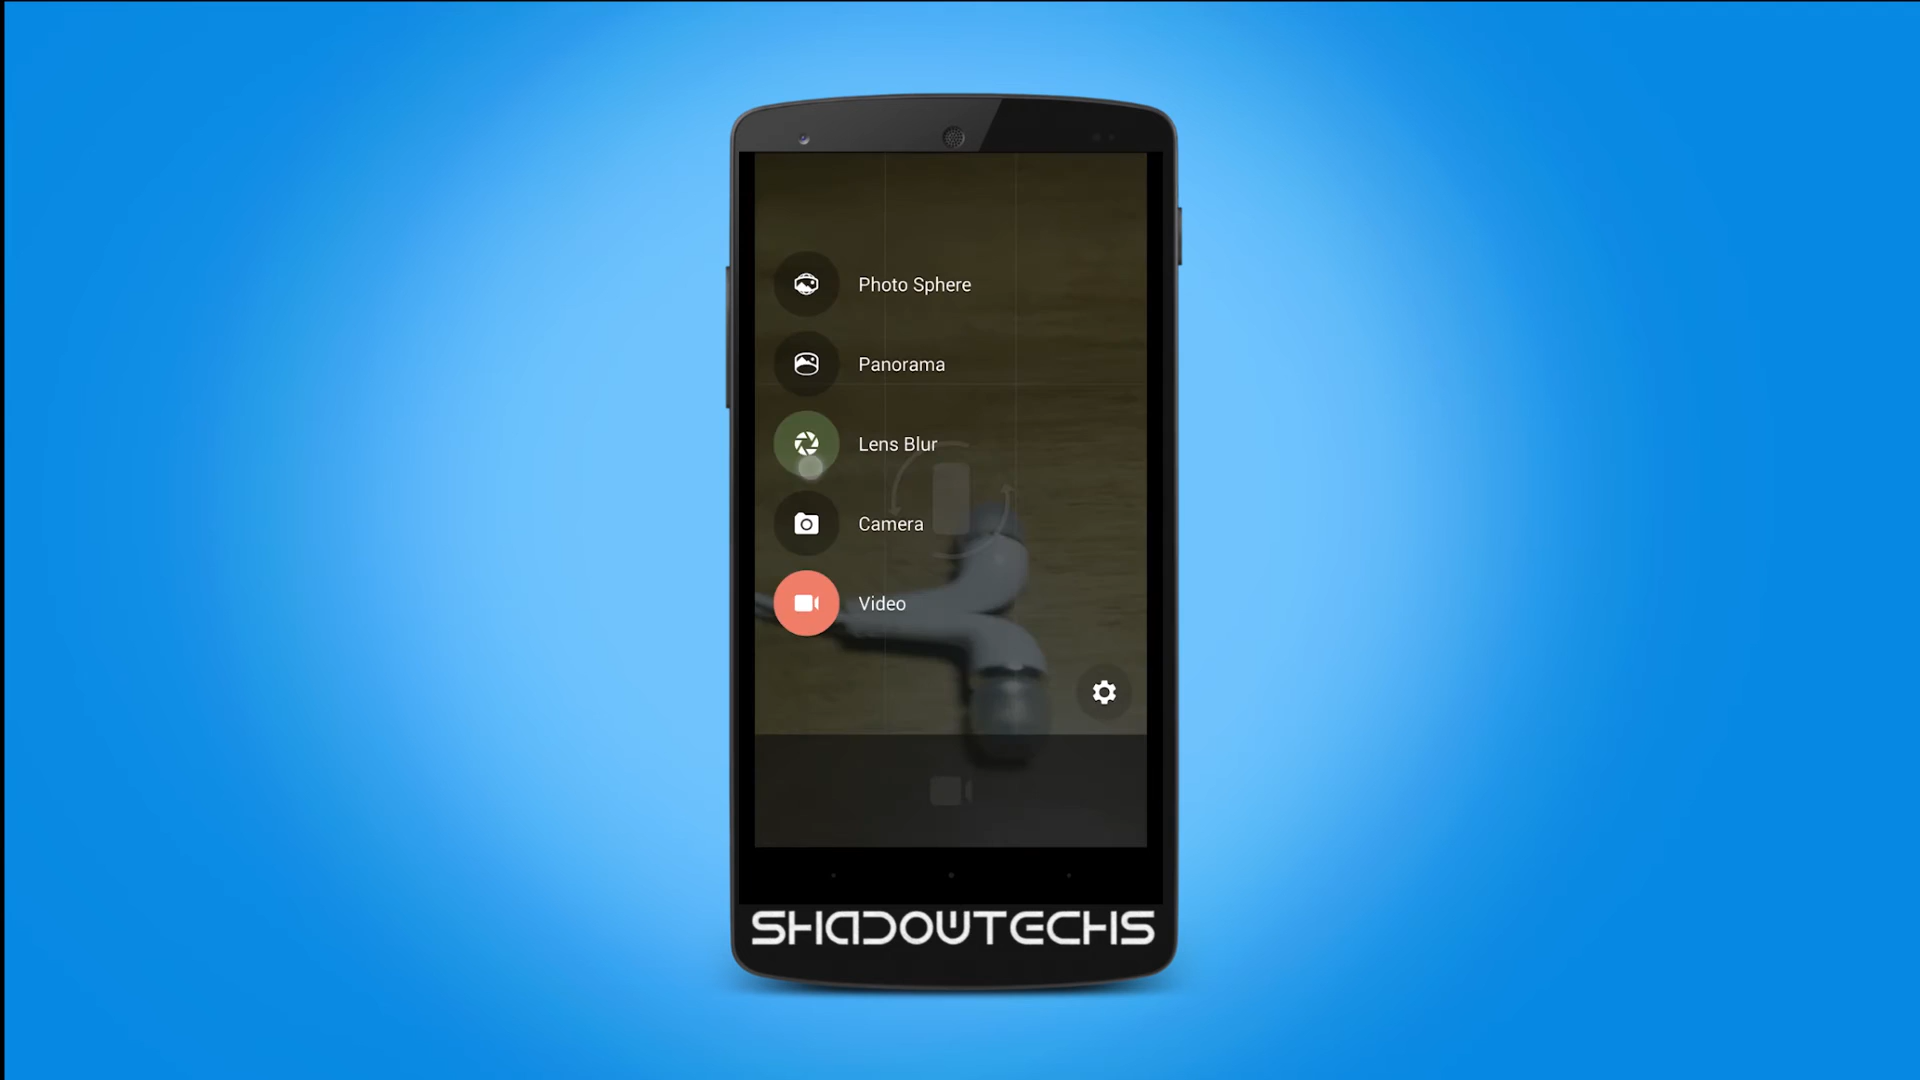 Photo Sphere
Panorama
Lens Blur
Camera
Video
SHADOWTECHS